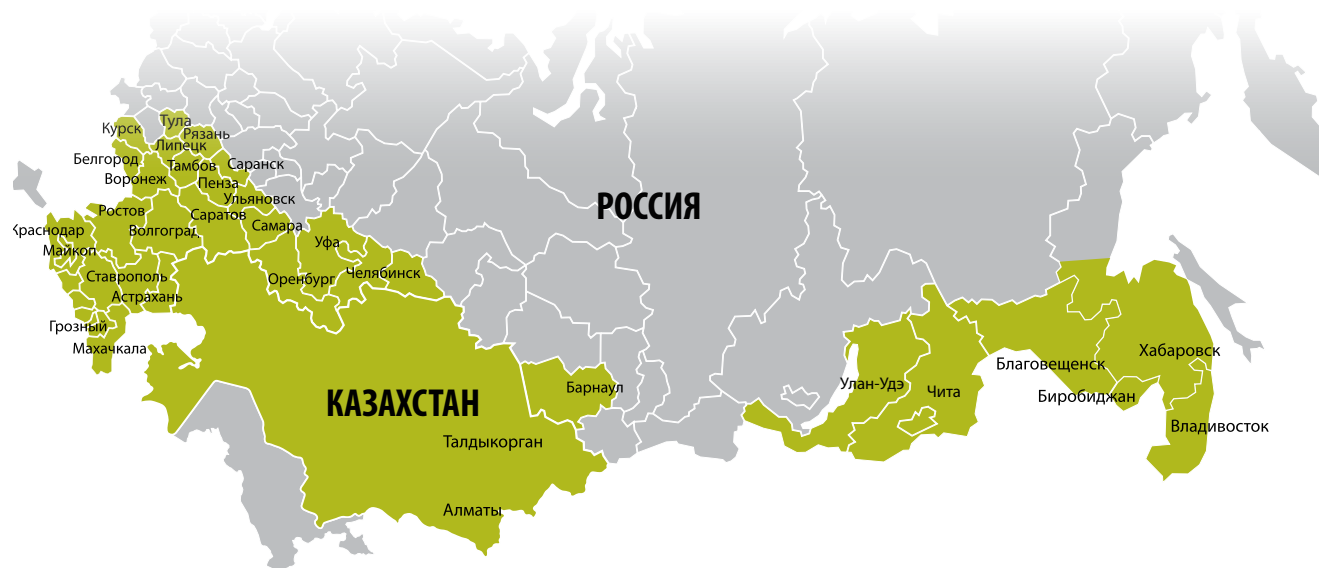 Тула
Курск
Рязань
Липецк
Белгород
Тамбов
Саранск
Воронеж
Пенза
Ульяновск
РОССИЯ
Ростов
Саратов
Краснодар
Волгоград
Самара
Уфа
Майкоп
Ставрополь
Оренбург
Челябинск
Астрахань
Грозный
Махачкала
Хабаровск
Благовещенск
Улан-Удэ
Барнаул
Чита
Биробиджан
КАЗАХСТАН
Владивосток
Талдыкорган
Алматы